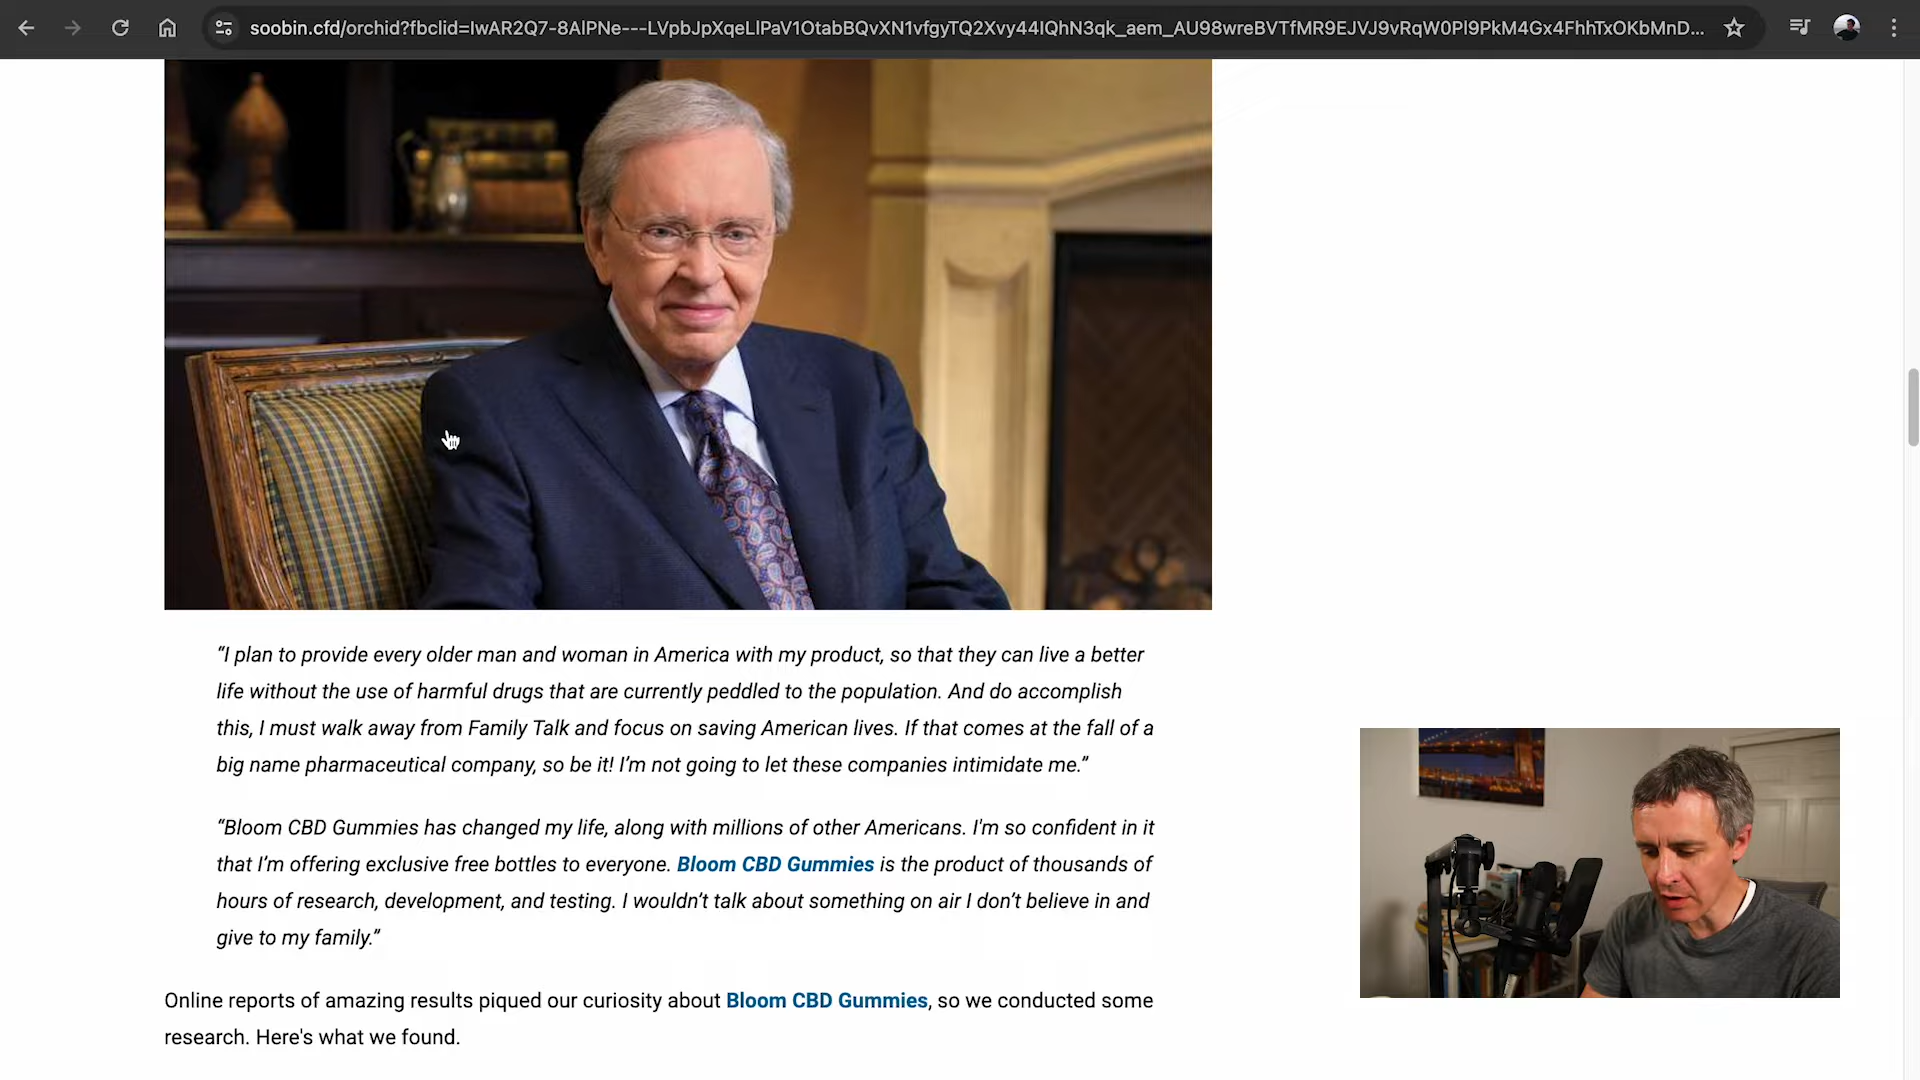 soobin.cfd/orchid?fbclid=IwAR2Q7-8AlPNe---LVpbJpXqeLlPaV1OtabBQvXN1vfgyTQ2Xvy44IQhN3qk_aem_AU98wreBVTfMR9EJVJ9vRqW0Pl9PkM4Gx4FhhTxOKbMnD...
“I plan to provide every older man and woman in America with my product, so that they can live a better
life without the use of harmful drugs that are currently peddled to the population. And do accomplish
this, I must walk away from Family Talk and focus on saving American lives. If that comes at the fall of a
big name pharmaceutical company, so be it! I’m not going to let these companies intimidate me.”
“Bloom CBD Gummies has changed my life, along with millions of other Americans. I'm so confident in it
that I’m offering exclusive free bottles to everyone. Bloom CBD Gummies is the product of thousands of
hours of research, development, and testing. I wouldn’t talk about something on air I don’t believe in and
give to my family.”
Online reports of amazing results piqued our curiosity about Bloom CBD Gummies, so we conducted some
research. Here's what we found.